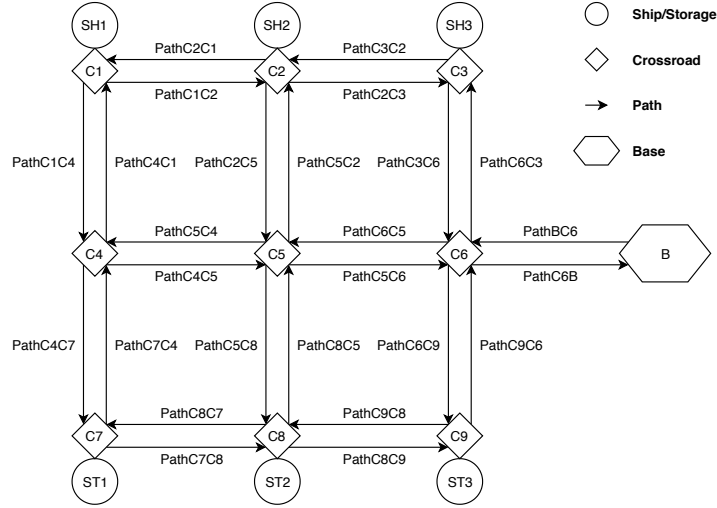 SH1
SH2
SH3
Ship/Storage
PathC2C1
PathC3C2
C1
C2
C3
Crossroad
PathC1C2
PathC2C3
Path
PathC1C4
PathC4C1
PathC2C5
PathC5C2
PathC3C6
PathC6C3
Base
PathC5C4
PathC6C5
PathBC6
C4
C5
C6
B
PathC4C5
PathC5C6
PathC6B
PathC4C7
PathC7C4
PathC5C8
PathC8C5
PathC6C9
PathC9C6
PathC8C7
PathC9C8
C7
C8
C9
PathC7C8
PathC8C9
ST1
ST2
ST3